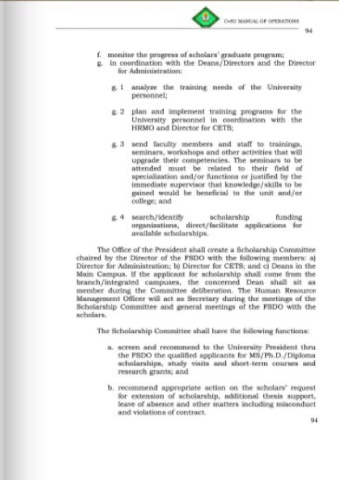 CvSU MANUAL OF OPERATIONS
94
f. monitor the progress of scholars' graduate program;
g. in coordination with the Deans/Directors and the Director
for Administration:
g. 1 analyze the training needs of the University
personnel;
g. 2 plan and implement training programs for the
University personnel in coordination with the
HRMO and Director for CETS;
g. 3 send faculty members and staff to trainings,
seminars, workshops and other activities that will
upgrade their competencies. The seminars to be
attended must be related to their field of
specialization and/or functions or justified by the
immediate supervisor that knowledge/skills to be
gained would be beneficial to the unit and/or
college; and
g. 4 search/identify scholarship funding
organizations, direct/facilitate applications for
available scholarships.
The Office of the President shall create a Scholarship Committee
chaired by the Director of the FSDO with the following members: a)
Director for Administration; b) Director for CETS; and c) Deans in the
Main Campus. If the applicant for scholarship shall come from the
branch/integrated campuses, the concerned Dean shall sit as
member during the Committee deliberation. The Human Resource
Management Officer will act as Secretary during the meetings of the
Scholarship Committee and general meetings of the FSDO with the
scholars.
The Scholarship Committee shall have the following functions:
a. screen and recommend to the University President thru
the FSDO the qualified applicants for MS/Ph.D./Diploma
scholarships, study visits and short-term courses and
research grants; and
b. recommend appropriate action on the scholars' request
for extension of scholarship, additional thesis support,
leave of absence and other matters including misconduct
and violations of contract.
94